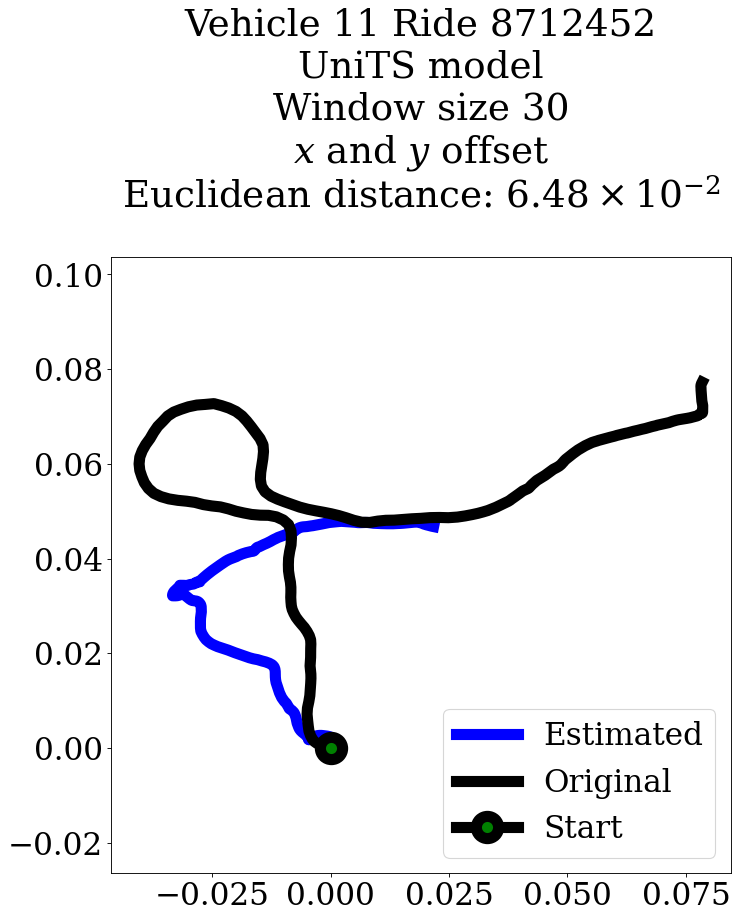 Vehicle 11 Ride 8712452
UniTS model
Window size 30
x and y offset
Euclidean distance: 6.48 × 10⁻²
0.10
0.08
0.06
0.04
0.02
0.00
−0.02
Estimated
Original
Start
−0.025 0.000 0.025 0.050 0.075